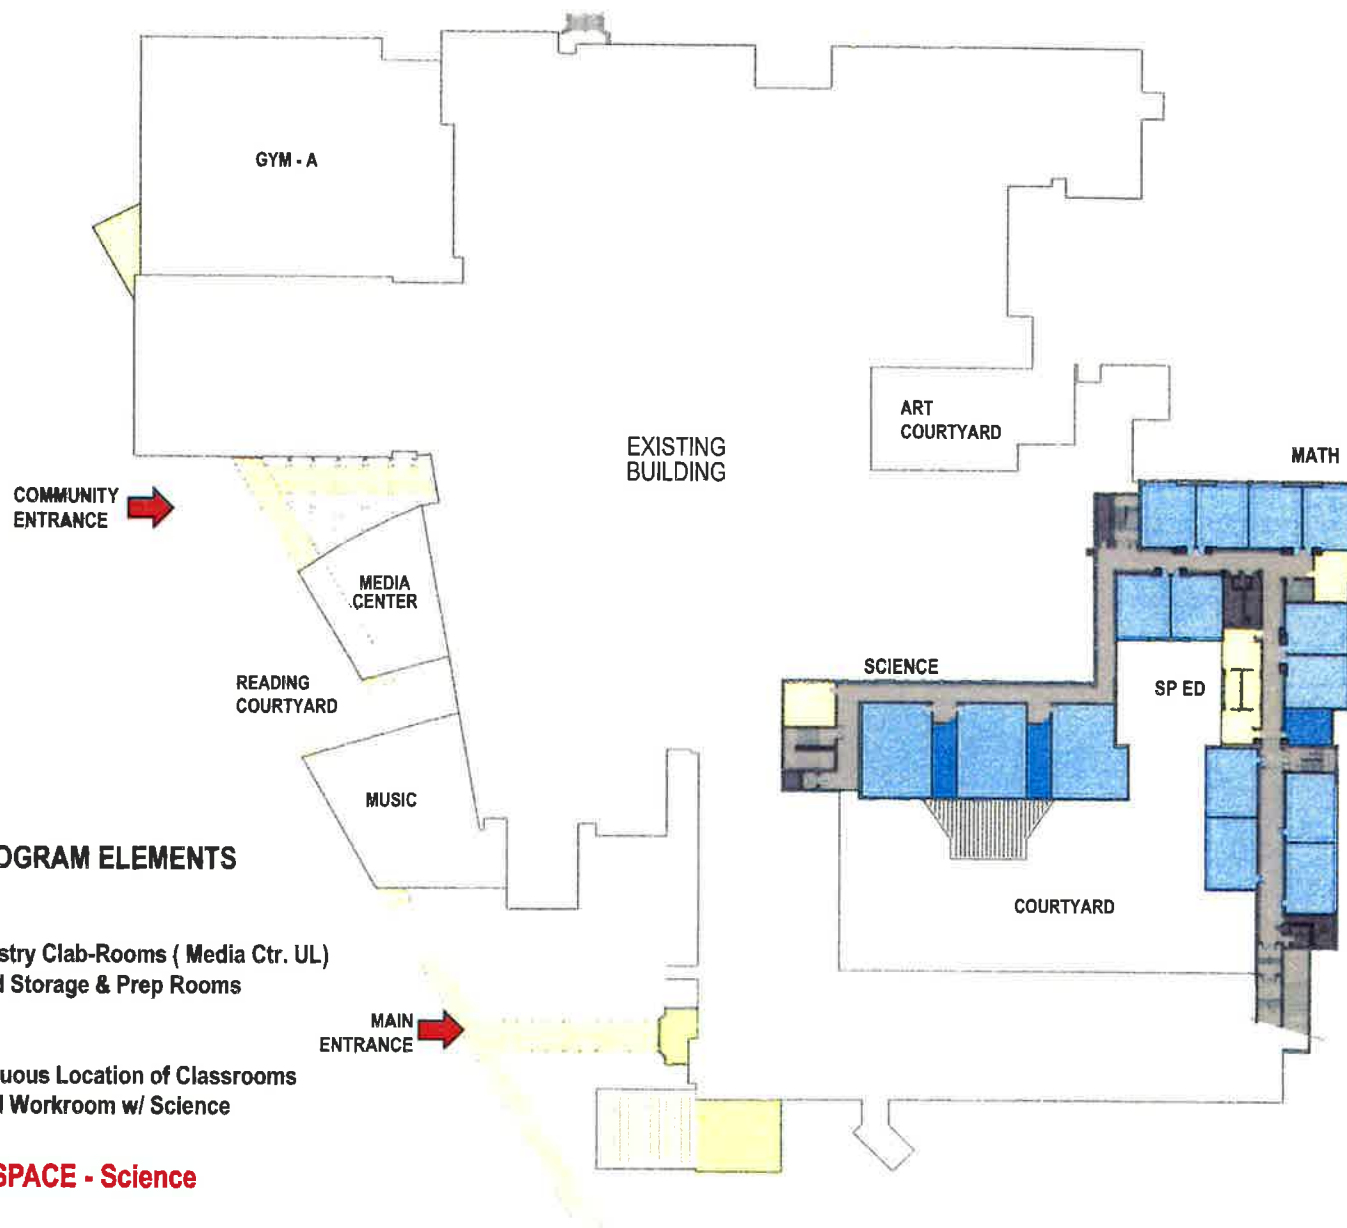 GYM - A
ART
COURTYARD
EXISTING
BUILDING
MATH
COMMUNITY
ENTRANCE
MEDIA
CENTER
SCIENCE
SP ED
READING
COURTYARD
MUSIC
OGRAM ELEMENTS
COURTYARD
stry Clab-Rooms ( Media Ctr. UL)
d Storage & Prep Rooms
MAIN
ENTRANCE
uous Location of Classrooms
d Workroom w/ Science
SPACE - Science